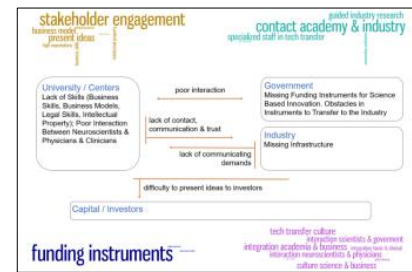 stakeholder engagement
business model
present ideas
guided industry research
contact academy & industry
specialized staff in tech transfer
University / Centers
Lack of Skills (Business
Skills, Business Models,
Legal Skills, Intellectual
Property); Poor Interaction
Between Neuroscientists &
Physicians & Clinicians
poor interaction
lack of contact,
communication & trust
lack of communicating
demands
Government
Missing Funding Instruments for Science
Based Innovation. Obstacles in
Instruments to Transfer to the Industry
Industry
Missing Infrastructure
difficulty to present ideas to investors
Capital / Investors
funding instruments
tech transfer culture
interaction scientists & goverment
integration academia & business
interaction neuroscientists & physicians
culture science & business